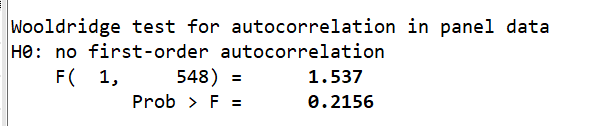 Wooldridge test for autocorrelation in panel data
H0: no first-order autocorrelation
F( 1, 548) = 1.537
Prob > F = 0.2156